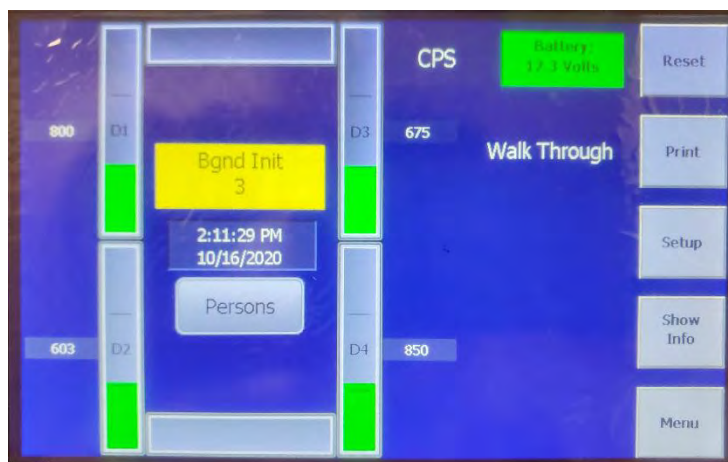 CPS
Battery:
12.3 Volts
Reset
800
D1
D3
675
Walk Through
Print
Bgnd Init
3
2:11:29 PM
10/16/2020
Setup
Persons
Show
Info
603
D2
D4
850
Menu